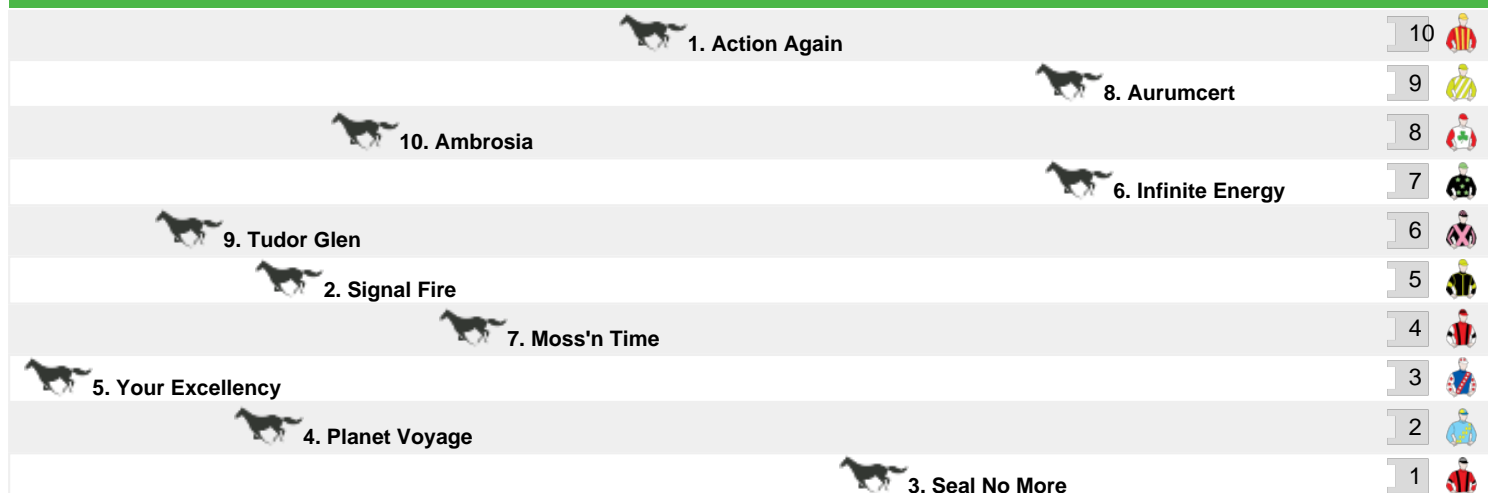 1. Action Again 10
8. Aurumcert 9
10. Ambrosia 8
6. Infinite Energy 7
9. Tudor Glen 6
2. Signal Fire 5
7. Moss'n Time 4
5. Your Excellency 3
4. Planet Voyage 2
3. Seal No More 1